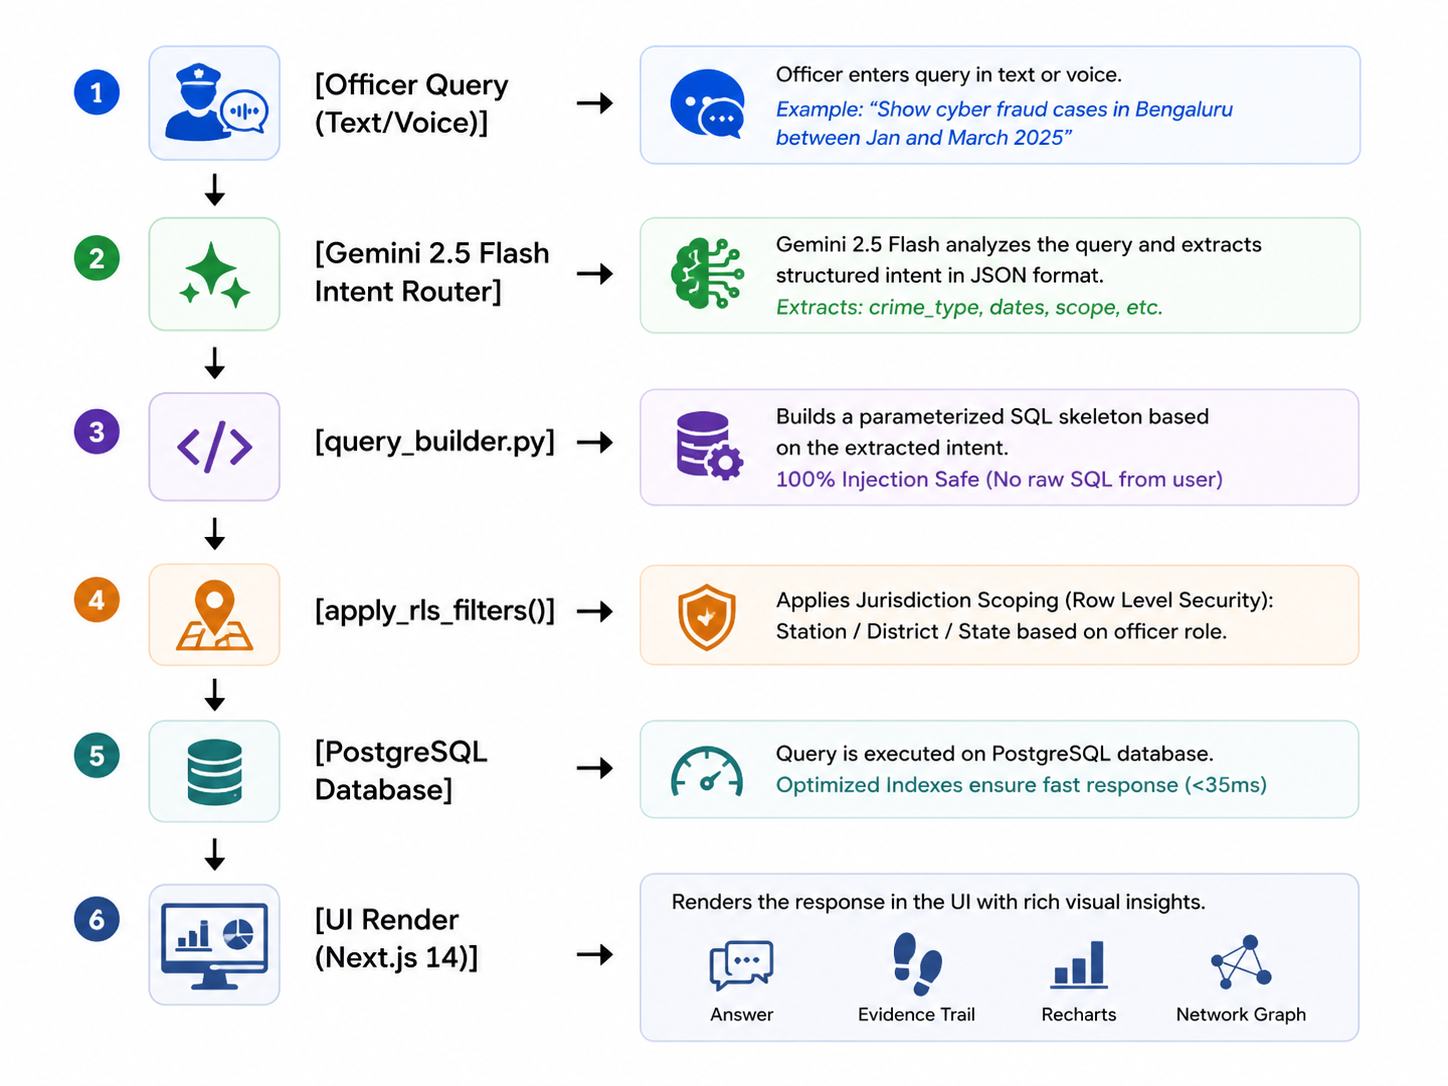 1
[Officer Query
(Text/Voice)]
Officer enters query in text or voice.
Example: “Show cyber fraud cases in Bengaluru
between Jan and March 2025”
2
[Gemini 2.5 Flash
Intent Router]
Gemini 2.5 Flash analyzes the query and extracts
structured intent in JSON format.
Extracts: crime_type, dates, scope, etc.
3
[query_builder.py]
Builds a parameterized SQL skeleton based
on the extracted intent.
100% Injection Safe (No raw SQL from user)
4
[apply_rls_filters()]
Applies Jurisdiction Scoping (Row Level Security):
Station / District / State based on officer role.
5
[PostgreSQL
Database]
Query is executed on PostgreSQL database.
Optimized Indexes ensure fast response (<35ms)
6
[UI Render
(Next.js 14)]
Renders the response in the UI with rich visual insights.
Answer
Evidence Trail
Recharts
Network Graph